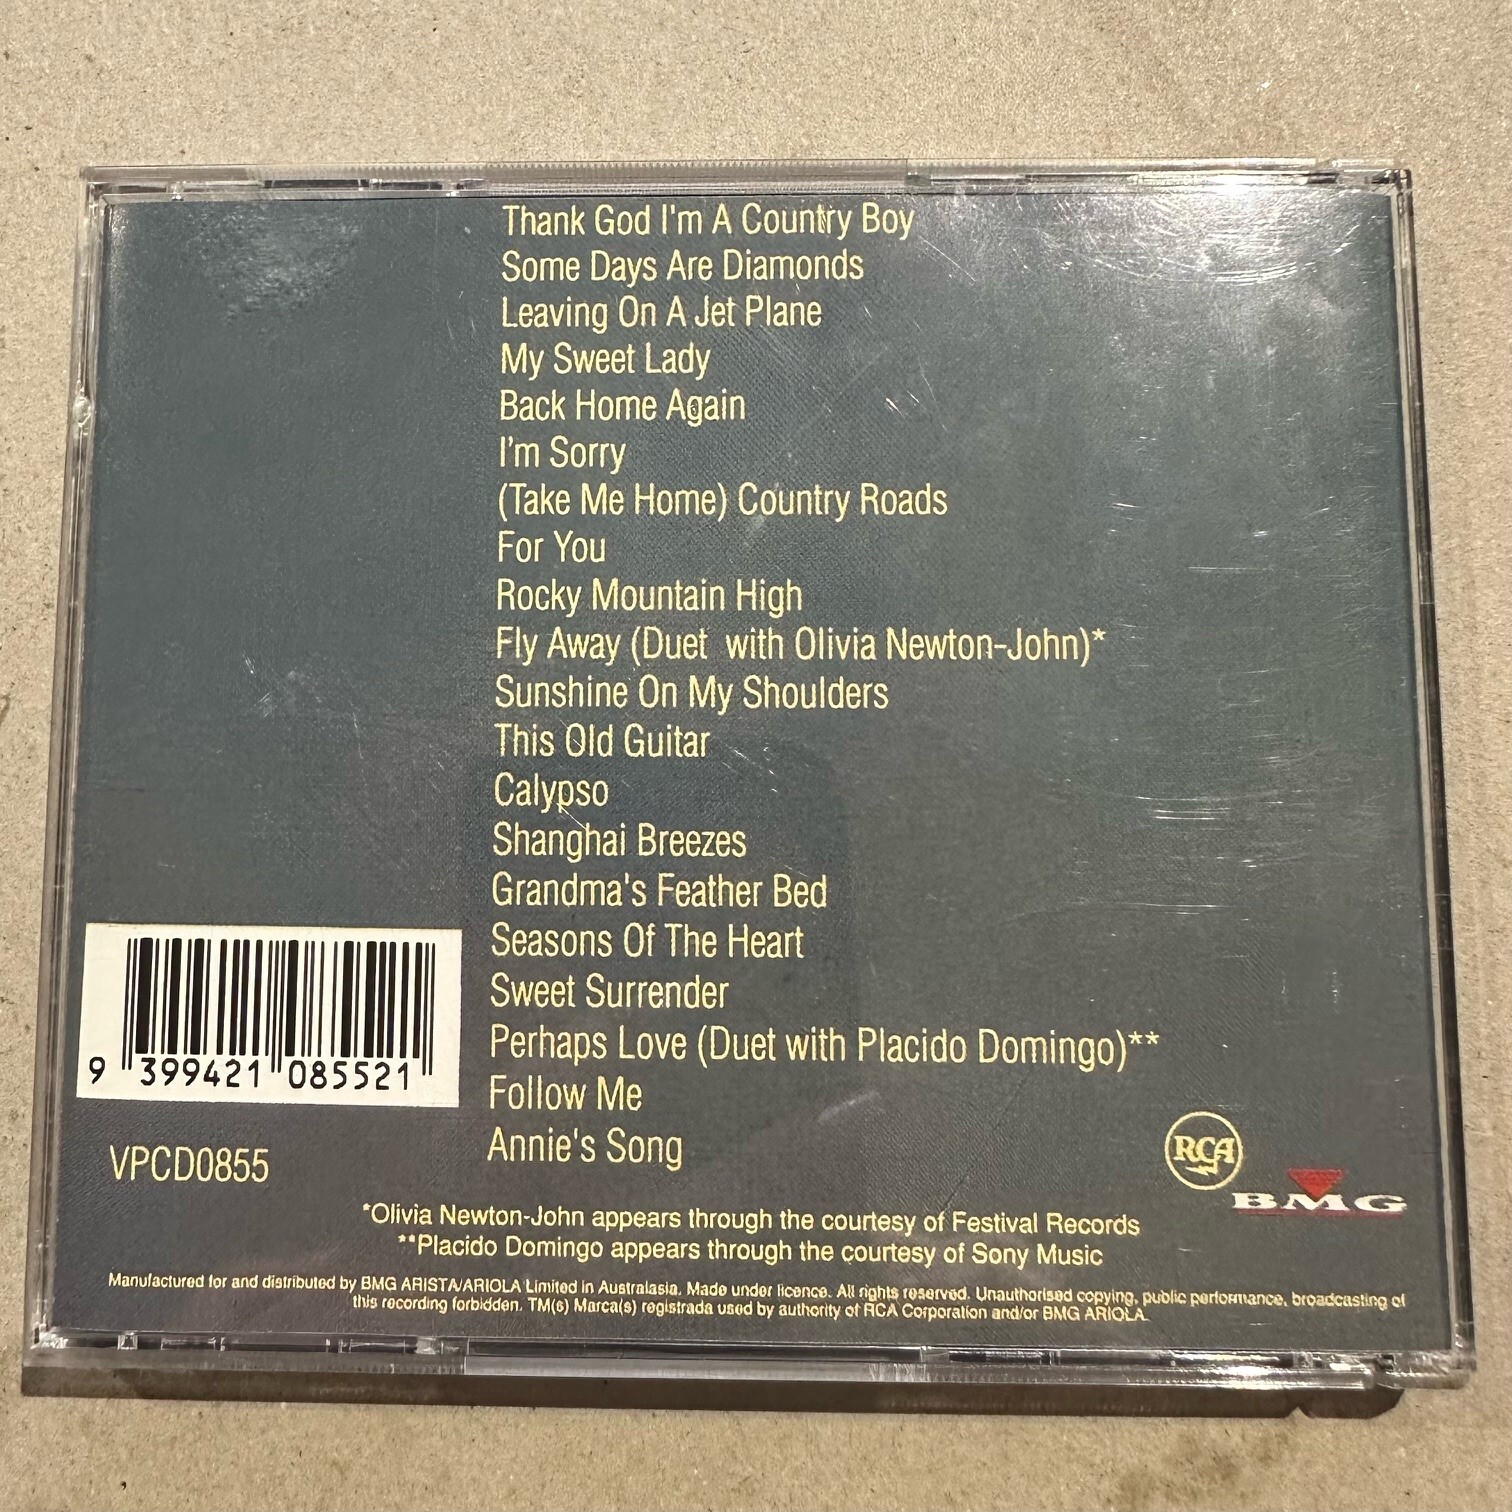 Thank God I'm A Country Boy
Some Days Are Diamonds
Leaving On A Jet Plane
My Sweet Lady
Back Home Again
I'm Sorry
(Take Me Home) Country Roads
For You
Rocky Mountain High
Fly Away (Duet with Olivia Newton-John)*
Sunshine On My Shoulders
This Old Guitar
Calypso
Shanghai Breezes
Grandma's Feather Bed
Seasons Of The Heart
Sweet Surrender
Perhaps Love (Duet with Placido Domingo)**
Follow Me
Annie's Song
9 399421 085521
VPCD0855
RCA
BMG
*Olivia Newton-John appears through the courtesy of Festival Records
**Placido Domingo appears through the courtesy of Sony Music
Manufactured for and distributed by BMG ARISTA/ARIOLA Limited in Australasia. Made under licence. All rights reserved. Unauthorised copying, public performance, broadcasting of
this recording forbidden. TM(s) Marca(s) registrada used by authority of RCA Corporation and/or BMG ARIOLA.